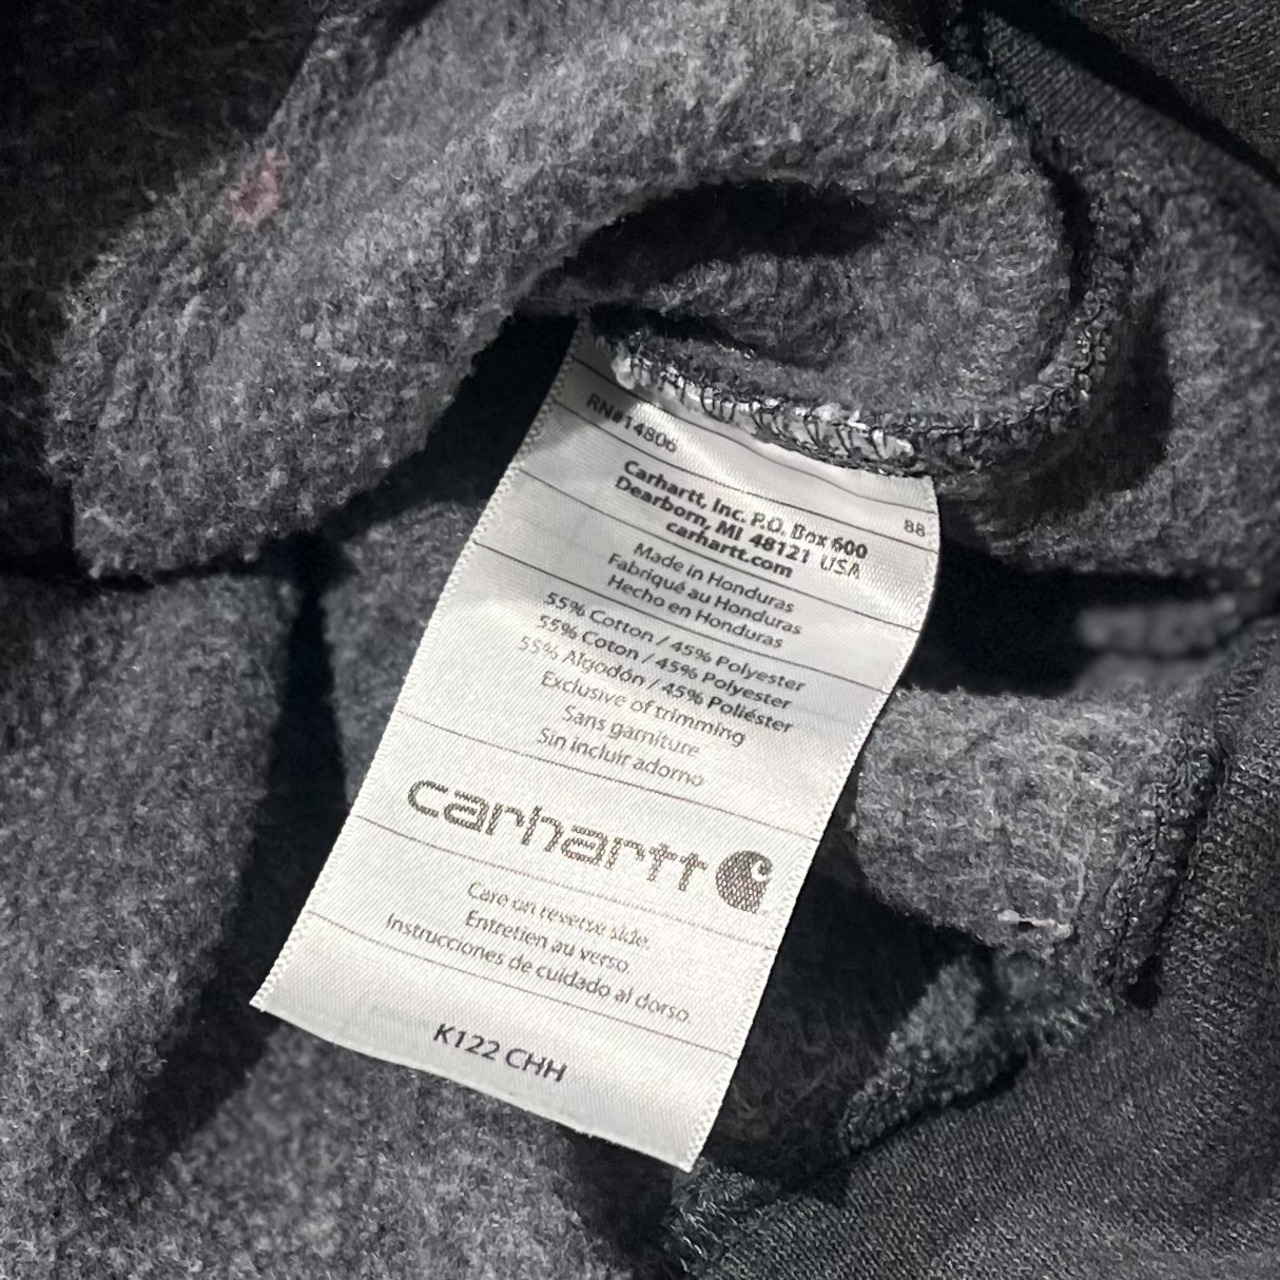 RN#14806
88
Carhartt, Inc. P.O. Box 600
Dearborn, MI 48121 USA
carhartt.com
Made in Honduras
Fabriqué au Honduras
Hecho en Honduras
55% Cotton / 45% Polyester
55% Coton / 45% Polyester
55% Algodón / 45% Poliéster
Exclusive of trimming
Sans garniture
Sin incluir adorno
carhartt
Care on reverse side.
Entretien au verso.
Instrucciones de cuidado al dorso.
K122 CHH